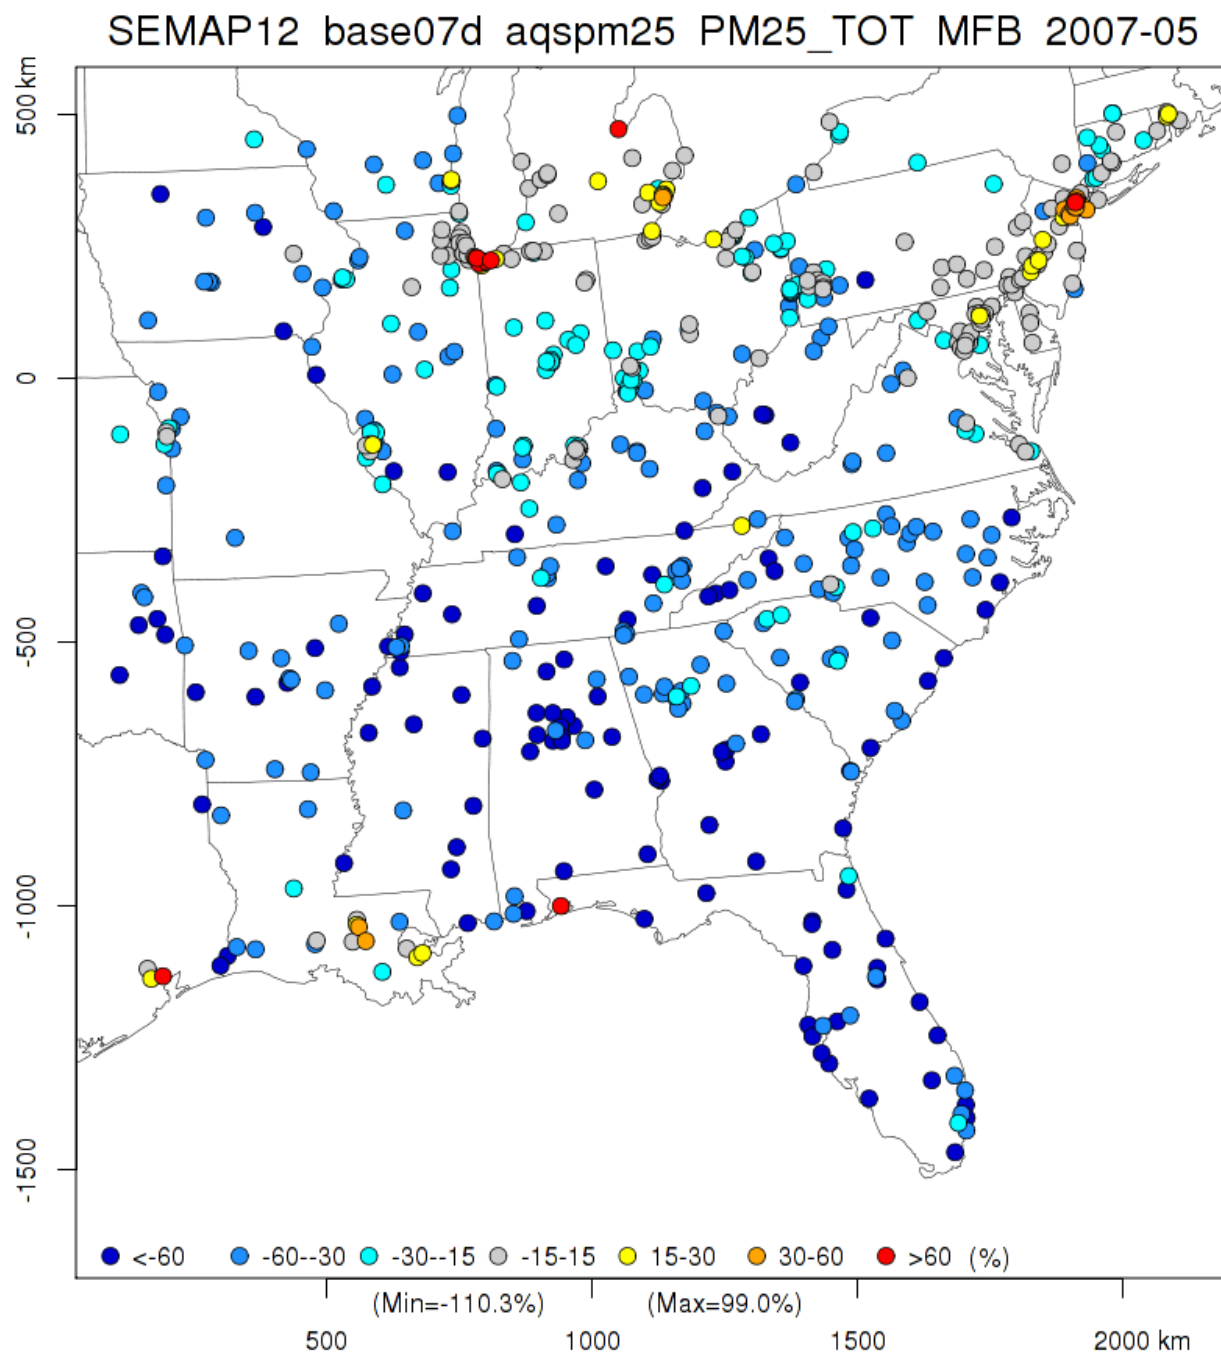 SEMAP12 base07d aqspm25 PM25_TOT MFB 2007-05
500 km
0
-500
-1000
-1500
<-60 -60--30 -30--15 -15-15 15-30 30-60 >60 (%)
(Min=-110.3%) (Max=99.0%)
500 1000 1500 2000 km